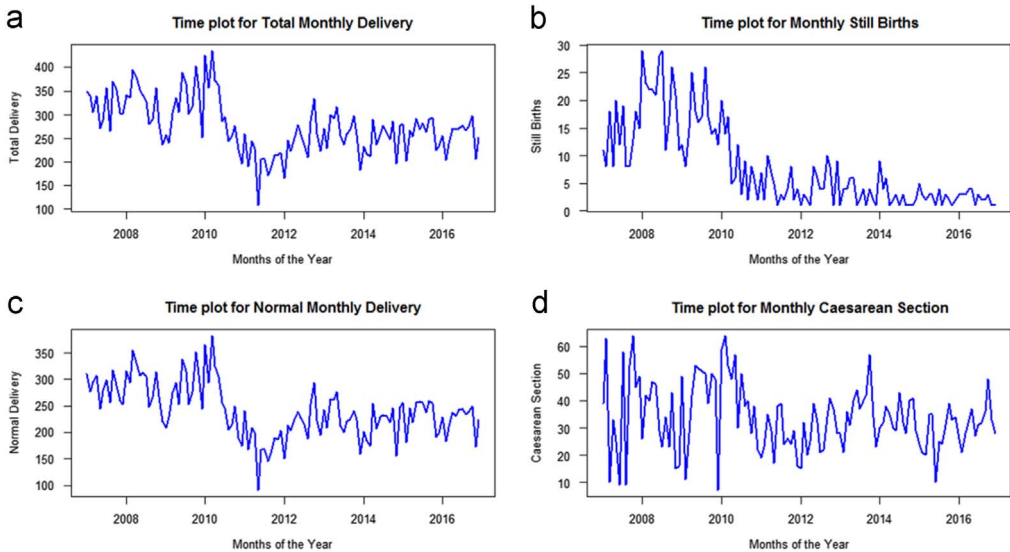 a
Time plot for Total Monthly Delivery
Total Delivery
400
350
300
250
200
150
100
2008 2010 2012 2014 2016
Months of the Year
b
Time plot for Monthly Still Births
Still Births
30
25
20
15
10
5
0
2008 2010 2012 2014 2016
Months of the Year
c
Time plot for Normal Monthly Delivery
Normal Delivery
350
300
250
200
150
100
2008 2010 2012 2014 2016
Months of the Year
d
Time plot for Monthly Caesarean Section
Caesarean Section
60
50
40
30
20
10
2008 2010 2012 2014 2016
Months of the Year